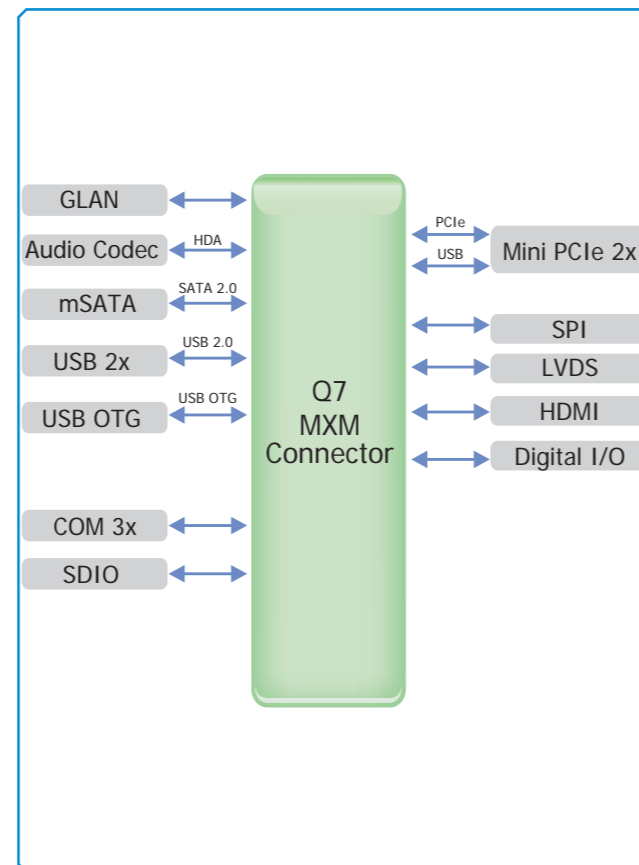 GLAN
Audio Codec
HDA
mSATA
SATA 2.0
USB 2x
USB 2.0
USB OTG
USB OTG
COM 3x
SDIO
Q7
MXM
Connector
PCIe
USB
Mini PCIe 2x
SPI
LVDS
HDMI
Digital I/O